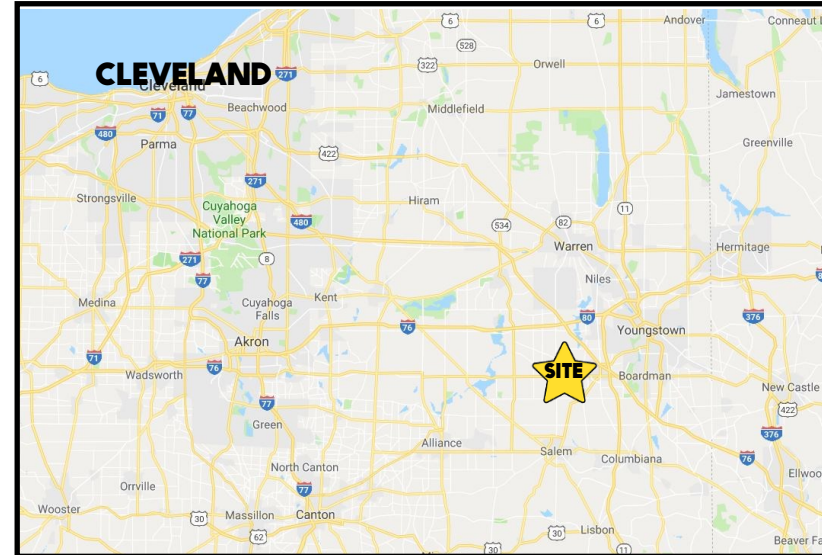 6
6
Andover
Conneaut L
528
CLEVELAND
271
322
Orwell
6
Cleveland
Jamestown
71
77
Beachwood
Middlefield
480
Parma
Greenville
422
271
Strongsville
Cuyahoga
Valley
National Park
Hiram
11
480
534
82
Warren
Hermitage
271
8
77
Niles
8
Medina
Cuyahoga
Falls
Kent
80
376
76
Youngstown
Akron
71
76
SITE
Wadsworth
Boardman
New Castle
77
422
Green
376
Alliance
Salem
Columbiana
76
North Canton
Ellwoo
77
Orrville
Wooster
30
Massillon
Canton
62
30
Lisbon
Beaver Fa
30
11